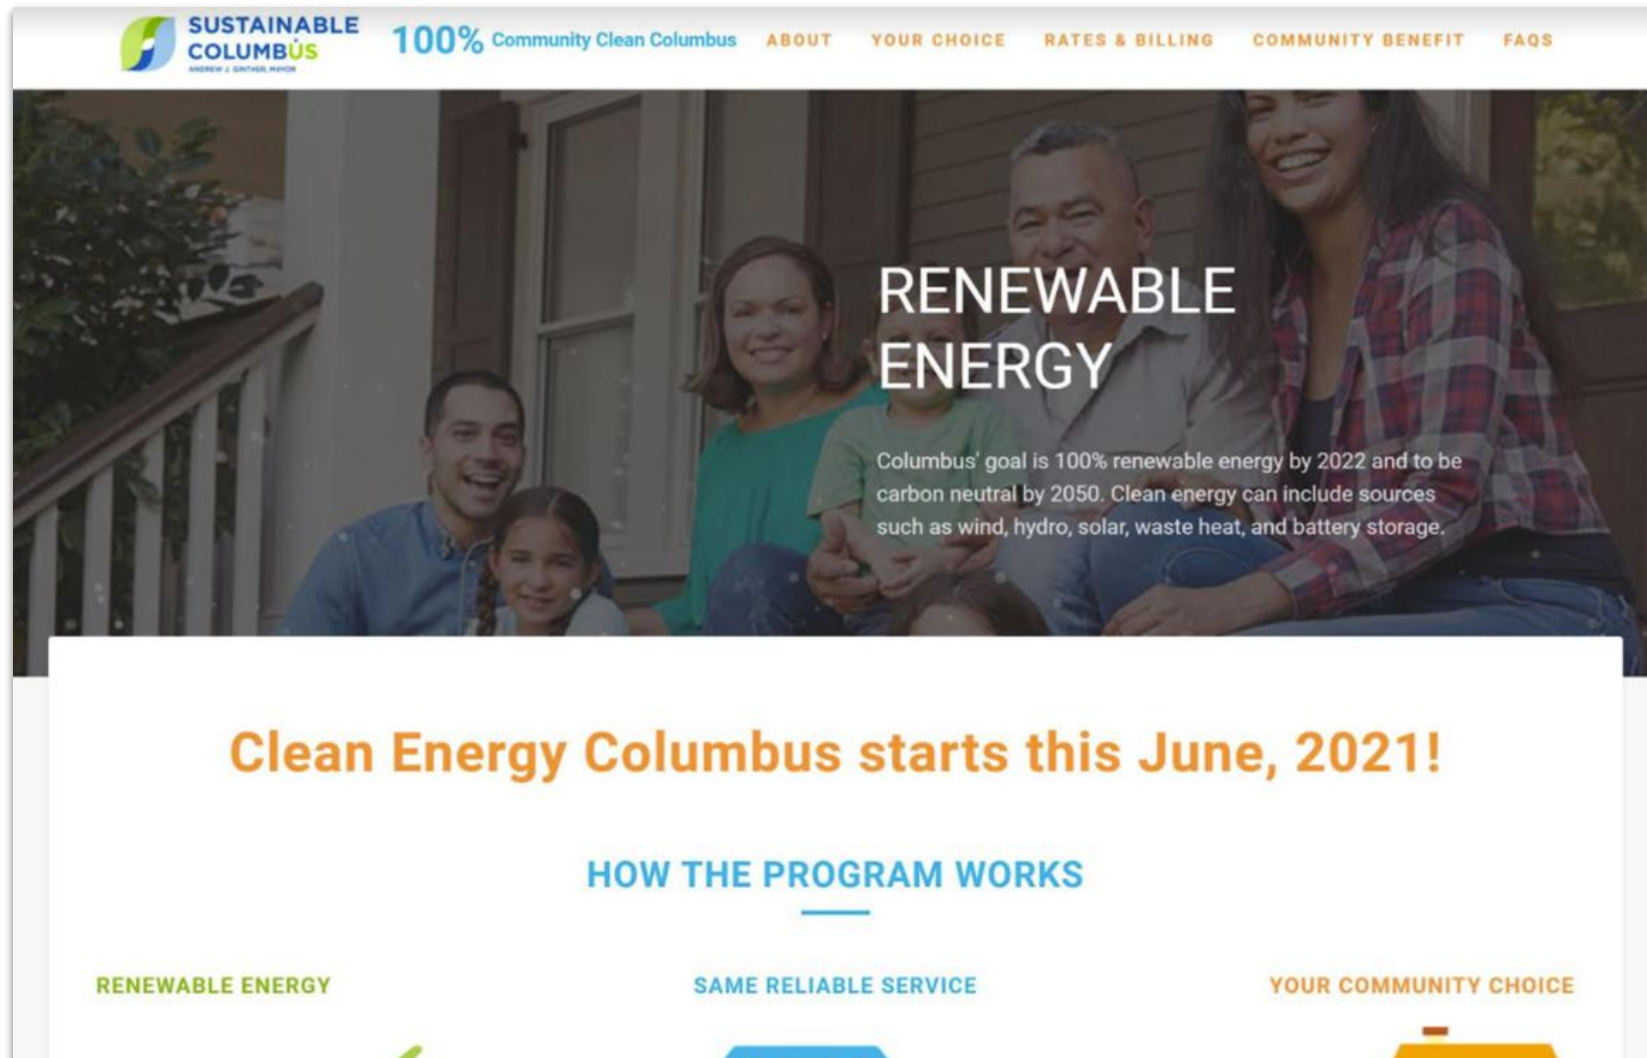 SUSTAINABLE
COLUMBUS
ANDREW J. GINTHER, MAYOR
100% Community Clean Columbus
ABOUT
YOUR CHOICE
RATES & BILLING
COMMUNITY BENEFIT
FAQS
RENEWABLE
ENERGY
Columbus' goal is 100% renewable energy by 2022 and to be
carbon neutral by 2050. Clean energy can include sources
such as wind, hydro, solar, waste heat, and battery storage.
Clean Energy Columbus starts this June, 2021!
HOW THE PROGRAM WORKS
RENEWABLE ENERGY
SAME RELIABLE SERVICE
YOUR COMMUNITY CHOICE